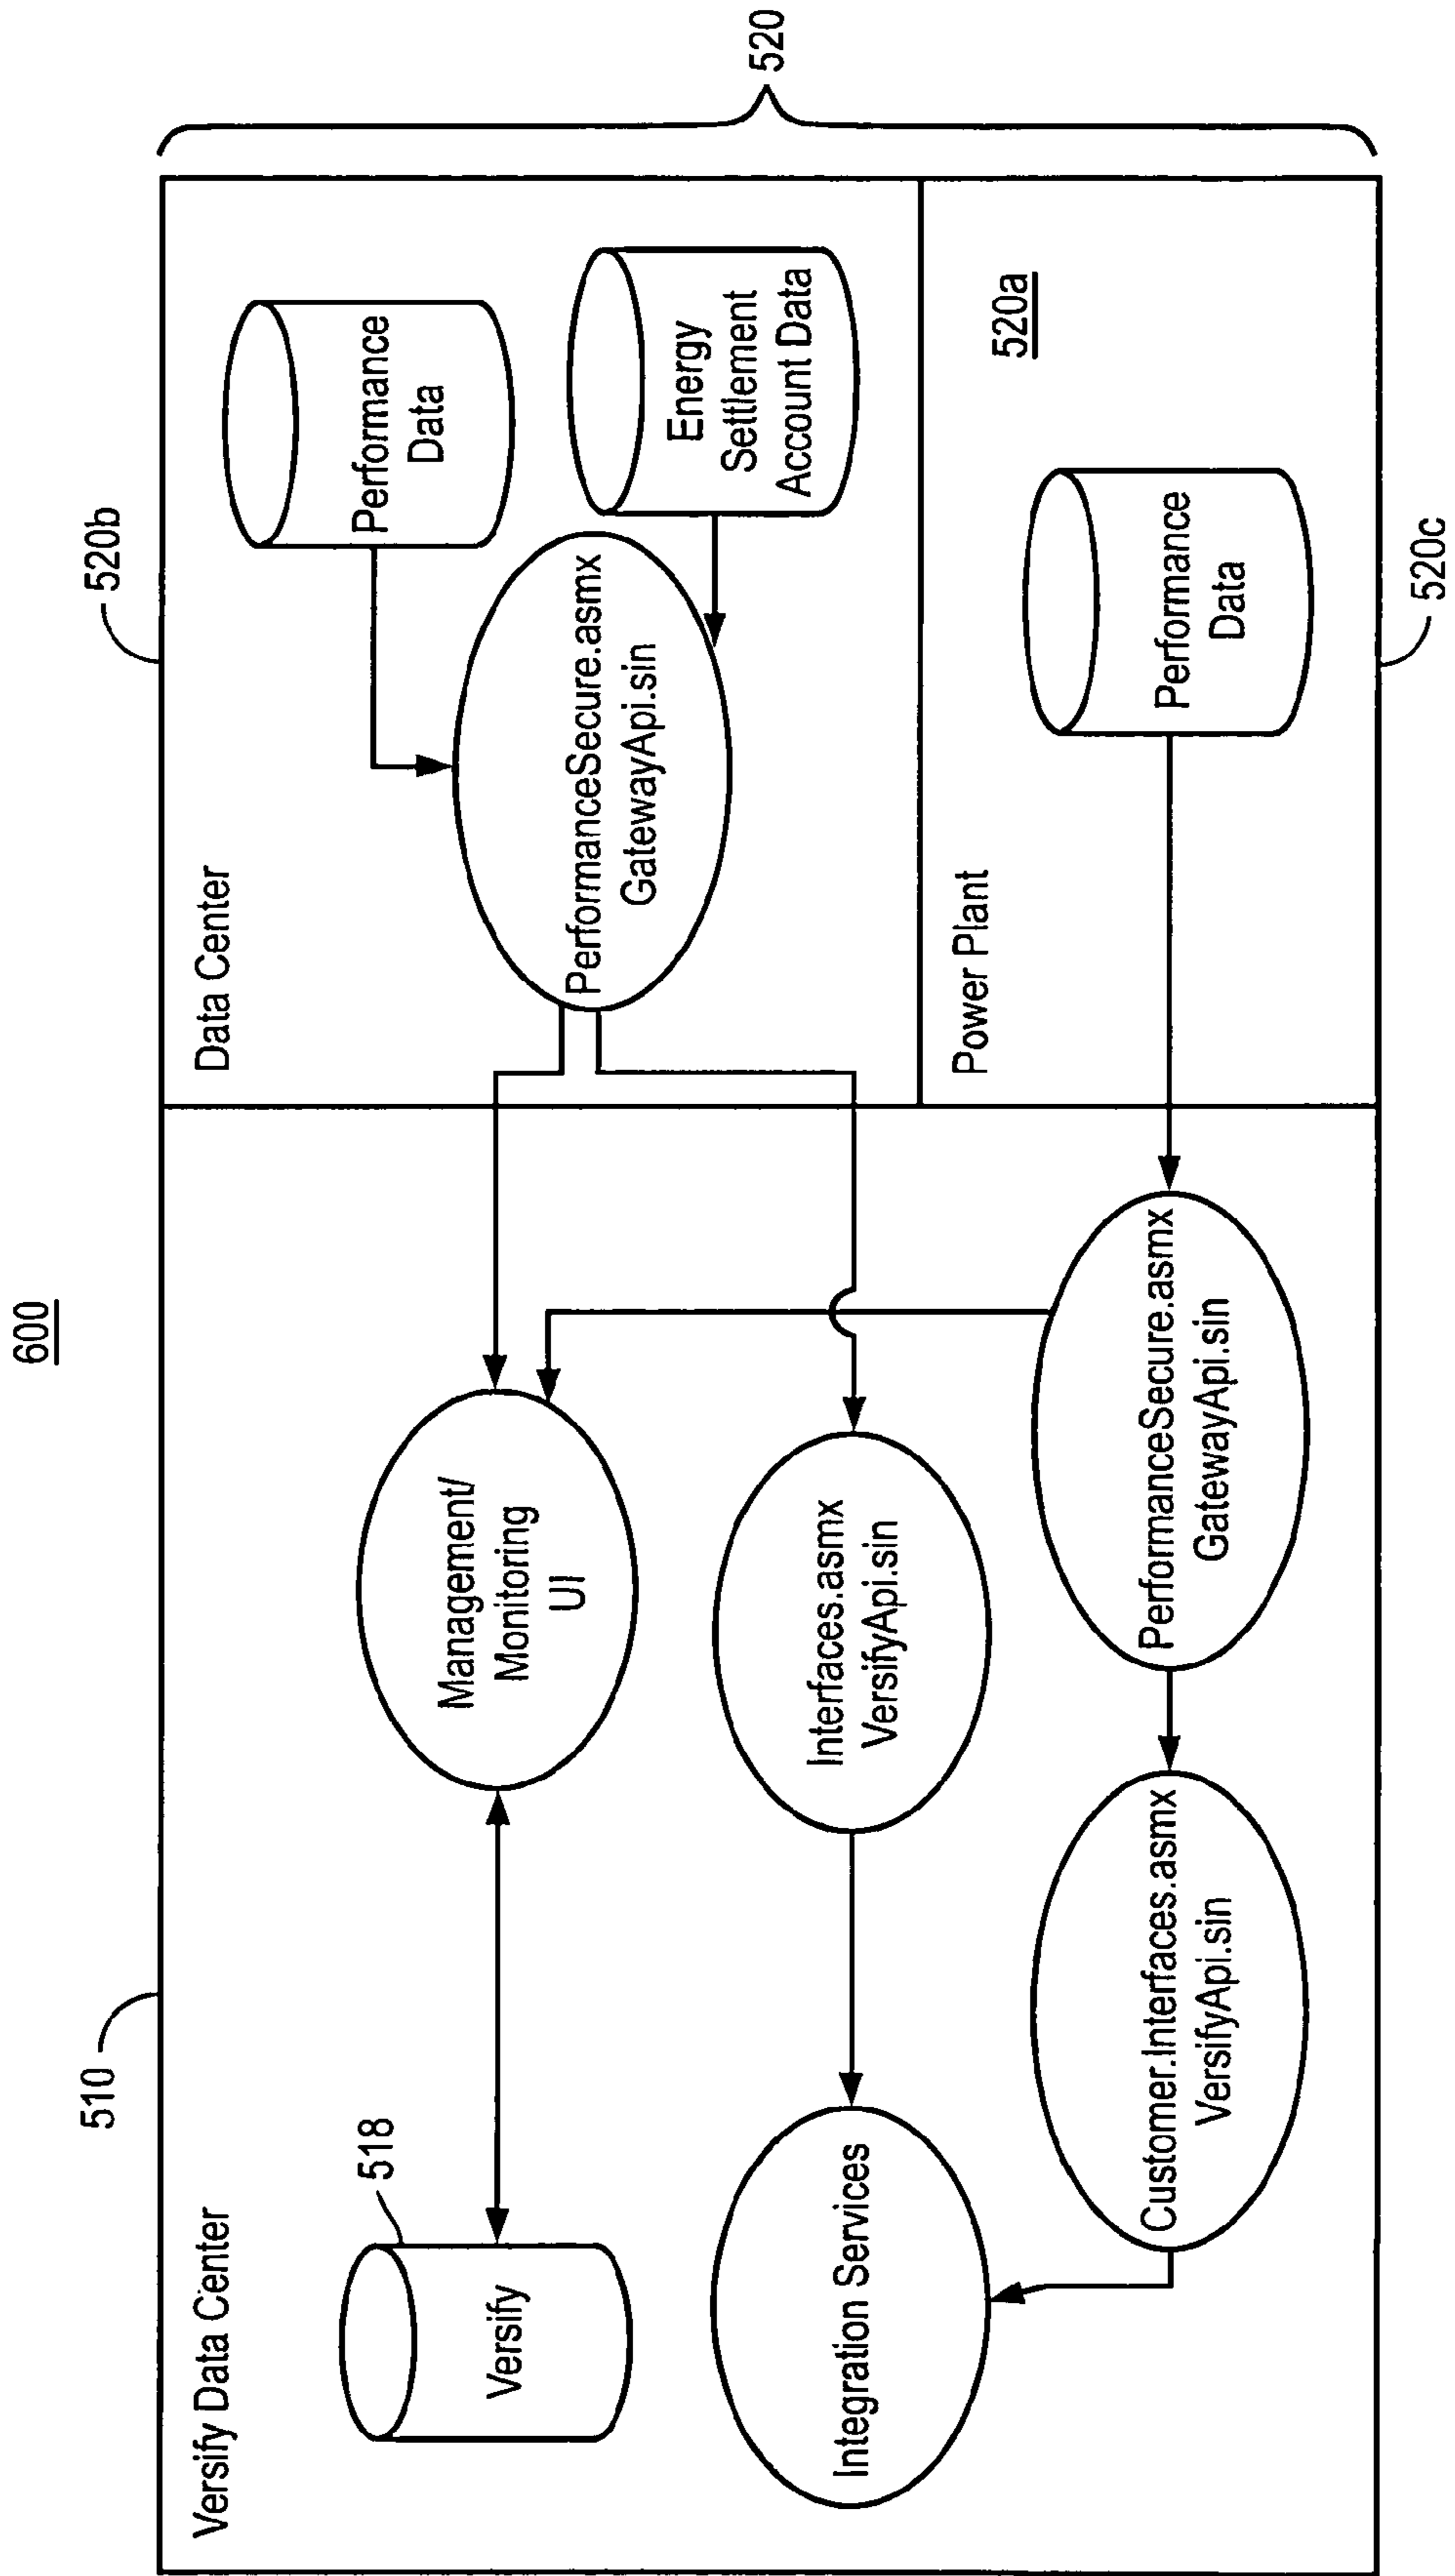 600
510
520b
520
Versify Data Center
518
Versify
Management/
Monitoring
UI
Integration Services
Interfaces.asmx
VersifyApi.sin
Customer.Interfaces.asmx
VersifyApi.sin
PerformanceSecure.asmx
GatewayApi.sin
Data Center
PerformanceSecure.asmx
GatewayApi.sin
Performance
Data
Energy
Settlement
Account Data
Power Plant
520a
Performance
Data
520c